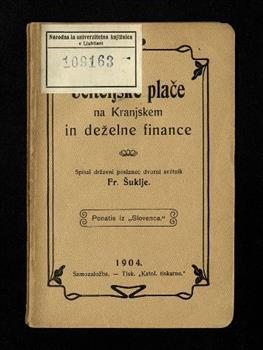 Narodna in univerzitetna knjižnica
v Ljubljani
109163
Učiteljske plače
na Kranjskem
in deželne finance
Spisal državni poslanec dvorni svétnik
Fr. Šuklje.
Ponatis iz „Slovenca.“
1904.
Samozaložba. — Tisk. „Katol. tiskarne.“